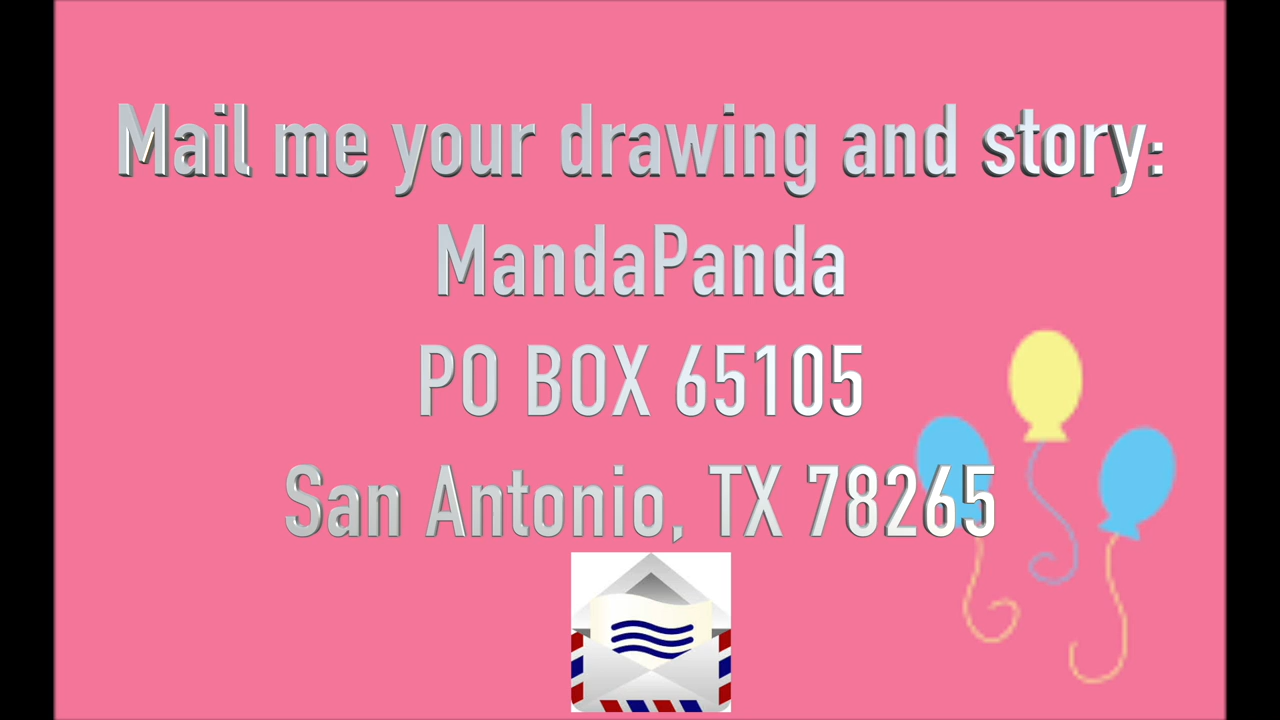 Mail me your drawing and story:
MandaPanda
PO BOX 65105
San Antonio, TX 78265